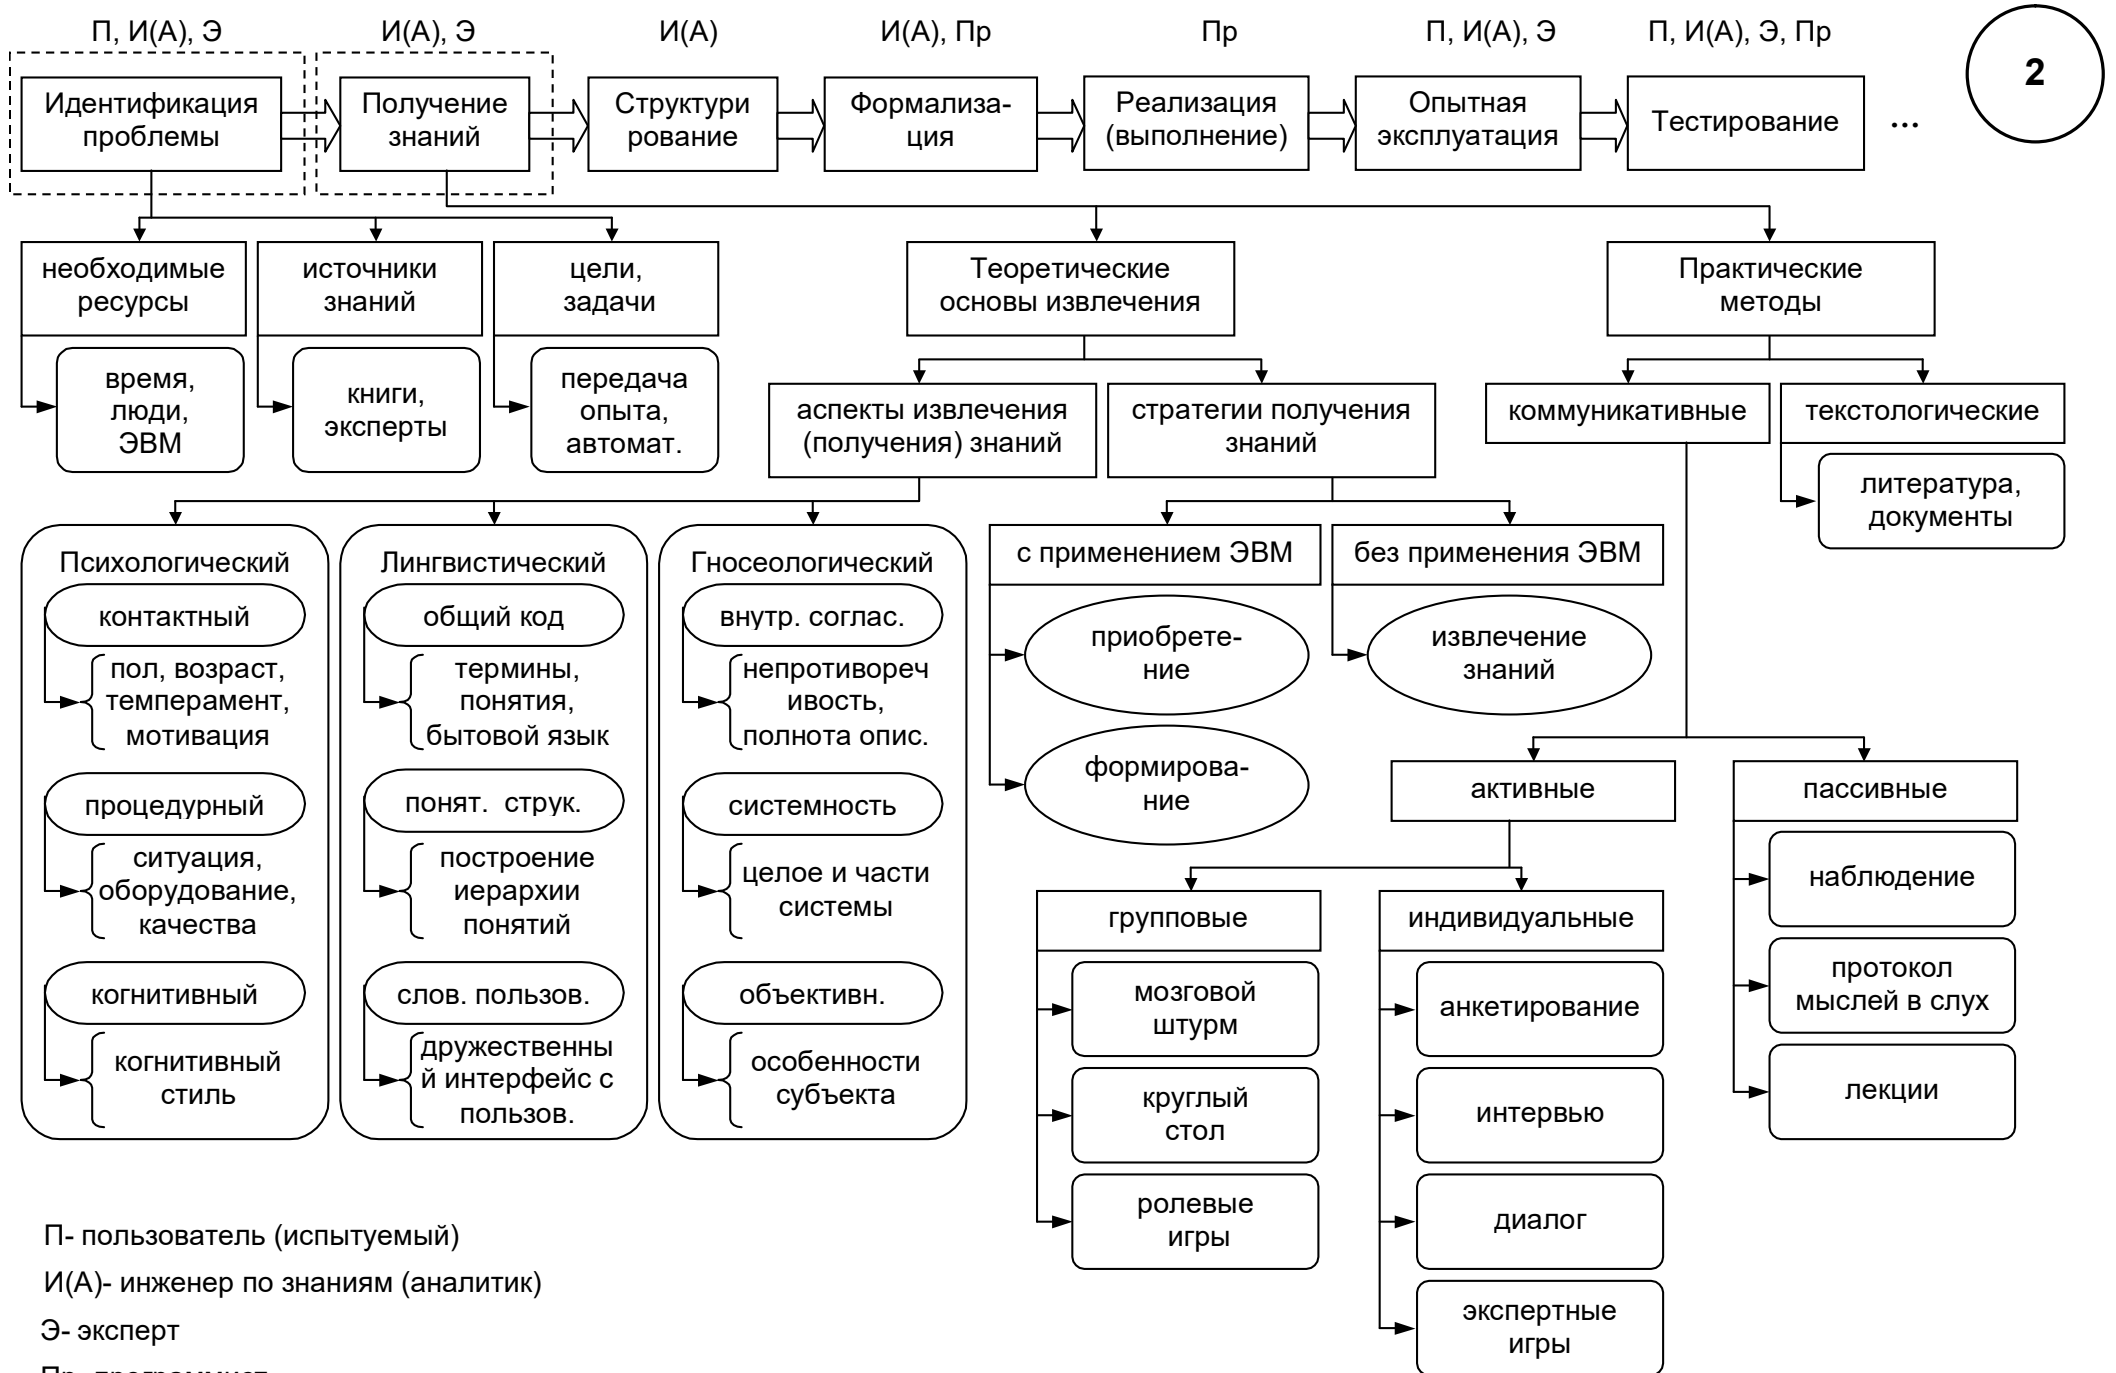 П, И(А), Э
И(А), Э
И(А)
И(А), Пр
Пр
П, И(А), Э
П, И(А), Э, Пр
2
Идентификация
проблемы
Получение
знаний
Структури
рование
Формализа-
ция
Реализация
(выполнение)
Опытная
эксплуатация
Тестирование
...
необходимые
ресурсы
источники
знаний
цели,
задачи
Теоретические
основы извлечения
Практические
методы
время,
люди,
ЭВМ
книги,
эксперты
передача
опыта,
автомат.
аспекты извлечения
(получения) знаний
стратегии получения
знаний
коммуникативные
текстологические
литература,
документы
Психологический
контактный
пол, возраст,
темперамент,
мотивация
процедурный
ситуация,
оборудование,
качества
когнитивный
когнитивный
стиль
Лингвистический
общий код
термины,
понятия,
бытовой язык
понят. струк.
построение
иерархии
понятий
слов. пользов.
дружественны
й интерфейс с
пользов.
Гносеологический
внутр. соглас.
непротивореч
ивость,
полнота опис.
системность
целое и части
системы
объективн.
особенности
субъекта
с применением ЭВМ
приобрете-
ние
формирова-
ние
без применения ЭВМ
извлечение
знаний
активные
пассивные
групповые
мозговой
штурм
круглый
стол
ролевые
игры
индивидуальные
анкетирование
интервью
диалог
экспертные
игры
наблюдение
протокол
мыслей в слух
лекции
П- пользователь (испытуемый)
И(А)- инженер по знаниям (аналитик)
Э- эксперт
Пр- программист